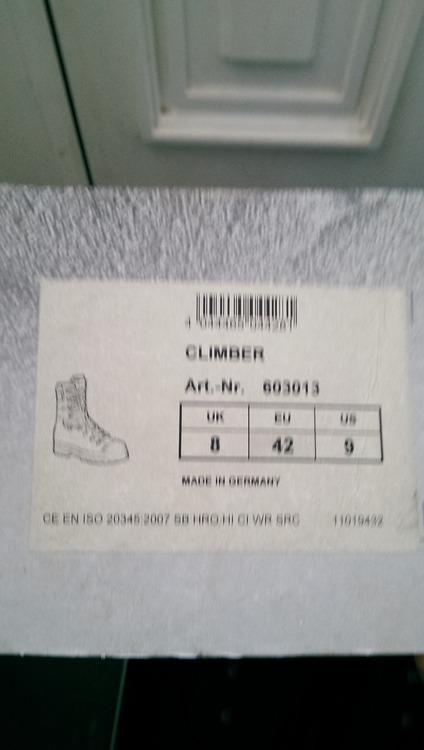 CLIMBER
Art.-Nr. 603013
UK EU US
8 42 9
MADE IN GERMANY
CE EN ISO 20345:2007 SB HRO HI CI WR SRC 11019432